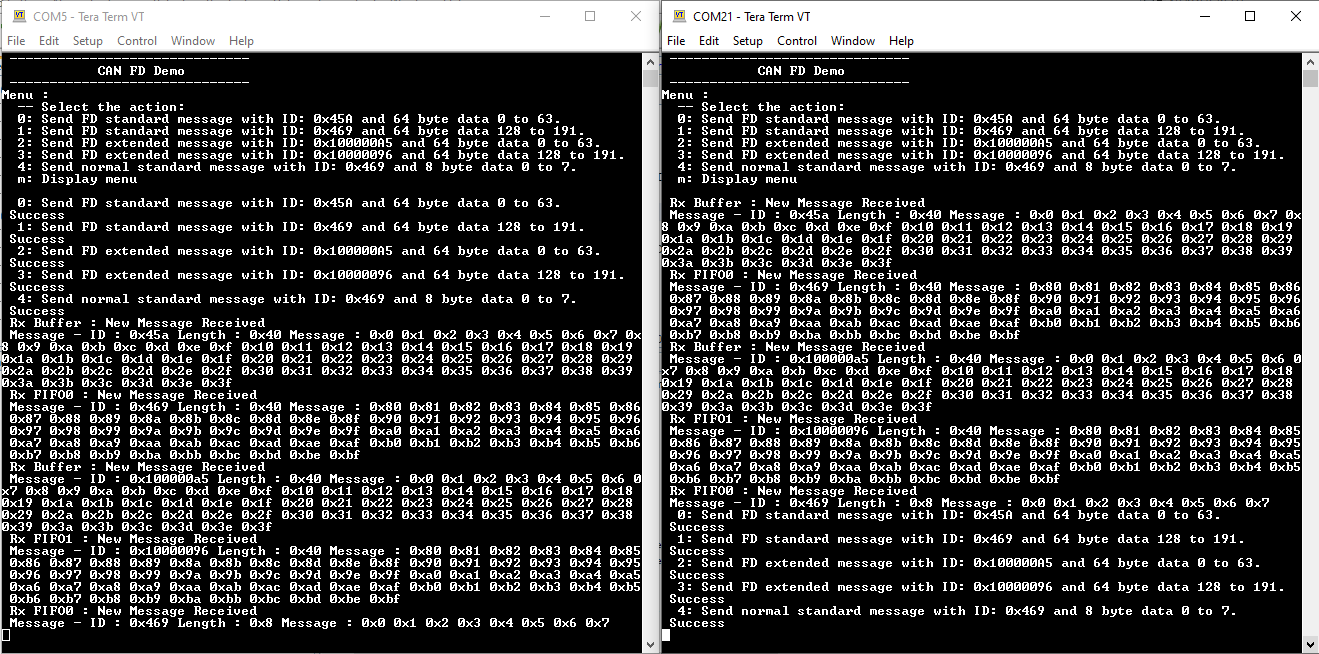 COM5 - Tera Term VT
File Edit Setup Control Window Help
------------------------------
CAN FD Demo
------------------------------
Menu :
-- Select the action:
0: Send FD standard message with ID: 0x45A and 64 byte data 0 to 63.
1: Send FD standard message with ID: 0x469 and 64 byte data 128 to 191.
2: Send FD extended message with ID: 0x100000A5 and 64 byte data 0 to 63.
3: Send FD extended message with ID: 0x10000096 and 64 byte data 128 to 191.
4: Send normal standard message with ID: 0x469 and 8 byte data 0 to 7.
m: Display menu
0: Send FD standard message with ID: 0x45A and 64 byte data 0 to 63.
Success
1: Send FD standard message with ID: 0x469 and 64 byte data 128 to 191.
Success
2: Send FD extended message with ID: 0x100000A5 and 64 byte data 0 to 63.
Success
3: Send FD extended message with ID: 0x10000096 and 64 byte data 128 to 191.
Success
4: Send normal standard message with ID: 0x469 and 8 byte data 0 to 7.
Success
Rx Buffer : New Message Received
Message - ID : 0x45a Length : 0x40 Message : 0x0 0x1 0x2 0x3 0x4 0x5 0x6 0x7 0x
8 0x9 0xa 0xb 0xc 0xd 0xe 0xf 0x10 0x11 0x12 0x13 0x14 0x15 0x16 0x17 0x18 0x19
0x1a 0x1b 0x1c 0x1d 0x1e 0x1f 0x20 0x21 0x22 0x23 0x24 0x25 0x26 0x27 0x28 0x29
0x2a 0x2b 0x2c 0x2d 0x2e 0x2f 0x30 0x31 0x32 0x33 0x34 0x35 0x36 0x37 0x38 0x39
0x3a 0x3b 0x3c 0x3d 0x3e 0x3f
Rx FIFO0 : New Message Received
Message - ID : 0x469 Length : 0x40 Message : 0x80 0x81 0x82 0x83 0x84 0x85 0x86
0x87 0x88 0x89 0x8a 0x8b 0x8c 0x8d 0x8e 0x8f 0x90 0x91 0x92 0x93 0x94 0x95 0x96
0x97 0x98 0x99 0x9a 0x9b 0x9c 0x9d 0x9e 0x9f 0xa0 0xa1 0xa2 0xa3 0xa4 0xa5 0xa6
0xa7 0xa8 0xa9 0xaa 0xab 0xac 0xad 0xae 0xaf 0xb0 0xb1 0xb2 0xb3 0xb4 0xb5 0xb6
0xb7 0xb8 0xb9 0xba 0xbb 0xbc 0xbd 0xbe 0xbf
Rx Buffer : New Message Received
Message - ID : 0x100000a5 Length : 0x40 Message : 0x0 0x1 0x2 0x3 0x4 0x5 0x6 0
x7 0x8 0x9 0xa 0xb 0xc 0xd 0xe 0xf 0x10 0x11 0x12 0x13 0x14 0x15 0x16 0x17 0x18
0x19 0x1a 0x1b 0x1c 0x1d 0x1e 0x1f 0x20 0x21 0x22 0x23 0x24 0x25 0x26 0x27 0x28
0x29 0x2a 0x2b 0x2c 0x2d 0x2e 0x2f 0x30 0x31 0x32 0x33 0x34 0x35 0x36 0x37 0x38
0x39 0x3a 0x3b 0x3c 0x3d 0x3e 0x3f
Rx FIFO1 : New Message Received
Message - ID : 0x10000096 Length : 0x40 Message : 0x80 0x81 0x82 0x83 0x84 0x85
0x86 0x87 0x88 0x89 0x8a 0x8b 0x8c 0x8d 0x8e 0x8f 0x90 0x91 0x92 0x93 0x94 0x95
0x96 0x97 0x98 0x99 0x9a 0x9b 0x9c 0x9d 0x9e 0x9f 0xa0 0xa1 0xa2 0xa3 0xa4 0xa5
0xa6 0xa7 0xa8 0xa9 0xaa 0xab 0xac 0xad 0xae 0xaf 0xb0 0xb1 0xb2 0xb3 0xb4 0xb5
0xb6 0xb7 0xb8 0xb9 0xba 0xbb 0xbc 0xbd 0xbe 0xbf
Rx FIFO0 : New Message Received
Message - ID : 0x469 Length : 0x8 Message : 0x0 0x1 0x2 0x3 0x4 0x5 0x6 0x7
COM21 - Tera Term VT
File Edit Setup Control Window Help
------------------------------
CAN FD Demo
------------------------------
Menu :
-- Select the action:
0: Send FD standard message with ID: 0x45A and 64 byte data 0 to 63.
1: Send FD standard message with ID: 0x469 and 64 byte data 128 to 191.
2: Send FD extended message with ID: 0x100000A5 and 64 byte data 0 to 63.
3: Send FD extended message with ID: 0x10000096 and 64 byte data 128 to 191.
4: Send normal standard message with ID: 0x469 and 8 byte data 0 to 7.
m: Display menu
Rx Buffer : New Message Received
Message - ID : 0x45a Length : 0x40 Message : 0x0 0x1 0x2 0x3 0x4 0x5 0x6 0x7 0x
8 0x9 0xa 0xb 0xc 0xd 0xe 0xf 0x10 0x11 0x12 0x13 0x14 0x15 0x16 0x17 0x18 0x19
0x1a 0x1b 0x1c 0x1d 0x1e 0x1f 0x20 0x21 0x22 0x23 0x24 0x25 0x26 0x27 0x28 0x29
0x2a 0x2b 0x2c 0x2d 0x2e 0x2f 0x30 0x31 0x32 0x33 0x34 0x35 0x36 0x37 0x38 0x39
0x3a 0x3b 0x3c 0x3d 0x3e 0x3f
Rx FIFO0 : New Message Received
Message - ID : 0x469 Length : 0x40 Message : 0x80 0x81 0x82 0x83 0x84 0x85 0x86
0x87 0x88 0x89 0x8a 0x8b 0x8c 0x8d 0x8e 0x8f 0x90 0x91 0x92 0x93 0x94 0x95 0x96
0x97 0x98 0x99 0x9a 0x9b 0x9c 0x9d 0x9e 0x9f 0xa0 0xa1 0xa2 0xa3 0xa4 0xa5 0xa6
0xa7 0xa8 0xa9 0xaa 0xab 0xac 0xad 0xae 0xaf 0xb0 0xb1 0xb2 0xb3 0xb4 0xb5 0xb6
0xb7 0xb8 0xb9 0xba 0xbb 0xbc 0xbd 0xbe 0xbf
Rx Buffer : New Message Received
Message - ID : 0x100000a5 Length : 0x40 Message : 0x0 0x1 0x2 0x3 0x4 0x5 0x6 0
x7 0x8 0x9 0xa 0xb 0xc 0xd 0xe 0xf 0x10 0x11 0x12 0x13 0x14 0x15 0x16 0x17 0x18
0x19 0x1a 0x1b 0x1c 0x1d 0x1e 0x1f 0x20 0x21 0x22 0x23 0x24 0x25 0x26 0x27 0x28
0x29 0x2a 0x2b 0x2c 0x2d 0x2e 0x2f 0x30 0x31 0x32 0x33 0x34 0x35 0x36 0x37 0x38
0x39 0x3a 0x3b 0x3c 0x3d 0x3e 0x3f
Rx FIFO1 : New Message Received
Message - ID : 0x10000096 Length : 0x40 Message : 0x80 0x81 0x82 0x83 0x84 0x85
0x86 0x87 0x88 0x89 0x8a 0x8b 0x8c 0x8d 0x8e 0x8f 0x90 0x91 0x92 0x93 0x94 0x95
0x96 0x97 0x98 0x99 0x9a 0x9b 0x9c 0x9d 0x9e 0x9f 0xa0 0xa1 0xa2 0xa3 0xa4 0xa5
0xa6 0xa7 0xa8 0xa9 0xaa 0xab 0xac 0xad 0xae 0xaf 0xb0 0xb1 0xb2 0xb3 0xb4 0xb5
0xb6 0xb7 0xb8 0xb9 0xba 0xbb 0xbc 0xbd 0xbe 0xbf
Rx FIFO0 : New Message Received
Message - ID : 0x469 Length : 0x8 Message : 0x0 0x1 0x2 0x3 0x4 0x5 0x6 0x7
0: Send FD standard message with ID: 0x45A and 64 byte data 0 to 63.
Success
1: Send FD standard message with ID: 0x469 and 64 byte data 128 to 191.
Success
2: Send FD extended message with ID: 0x100000A5 and 64 byte data 0 to 63.
Success
3: Send FD extended message with ID: 0x10000096 and 64 byte data 128 to 191.
Success
4: Send normal standard message with ID: 0x469 and 8 byte data 0 to 7.
Success